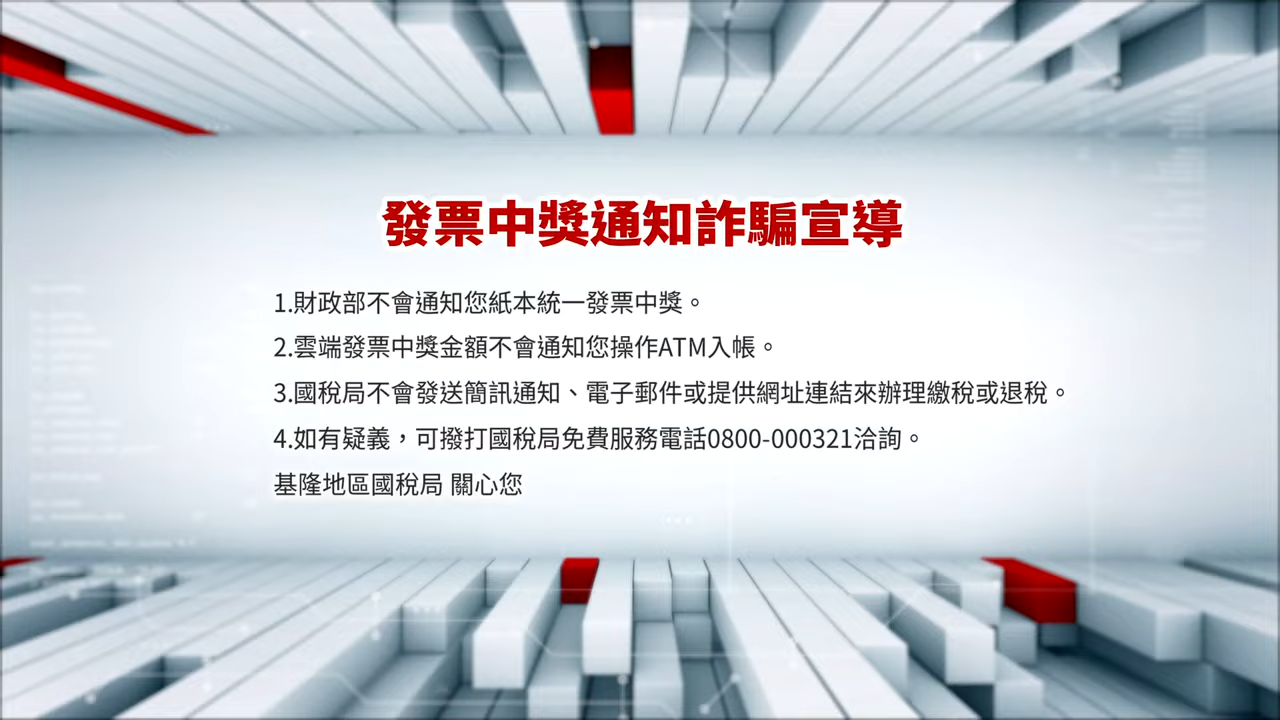 發票中獎通知詐騙宣導
1.財政部不會通知您紙本統一發票中獎。
2.雲端發票中獎金額不會通知您操作ATM入帳。
3.國稅局不會發送簡訊通知、電子郵件或提供網址連結來辦理繳稅或退稅。
4.如有疑義，可撥打國稅局免費服務電話0800-000321洽詢。
基隆地區國稅局 關心您